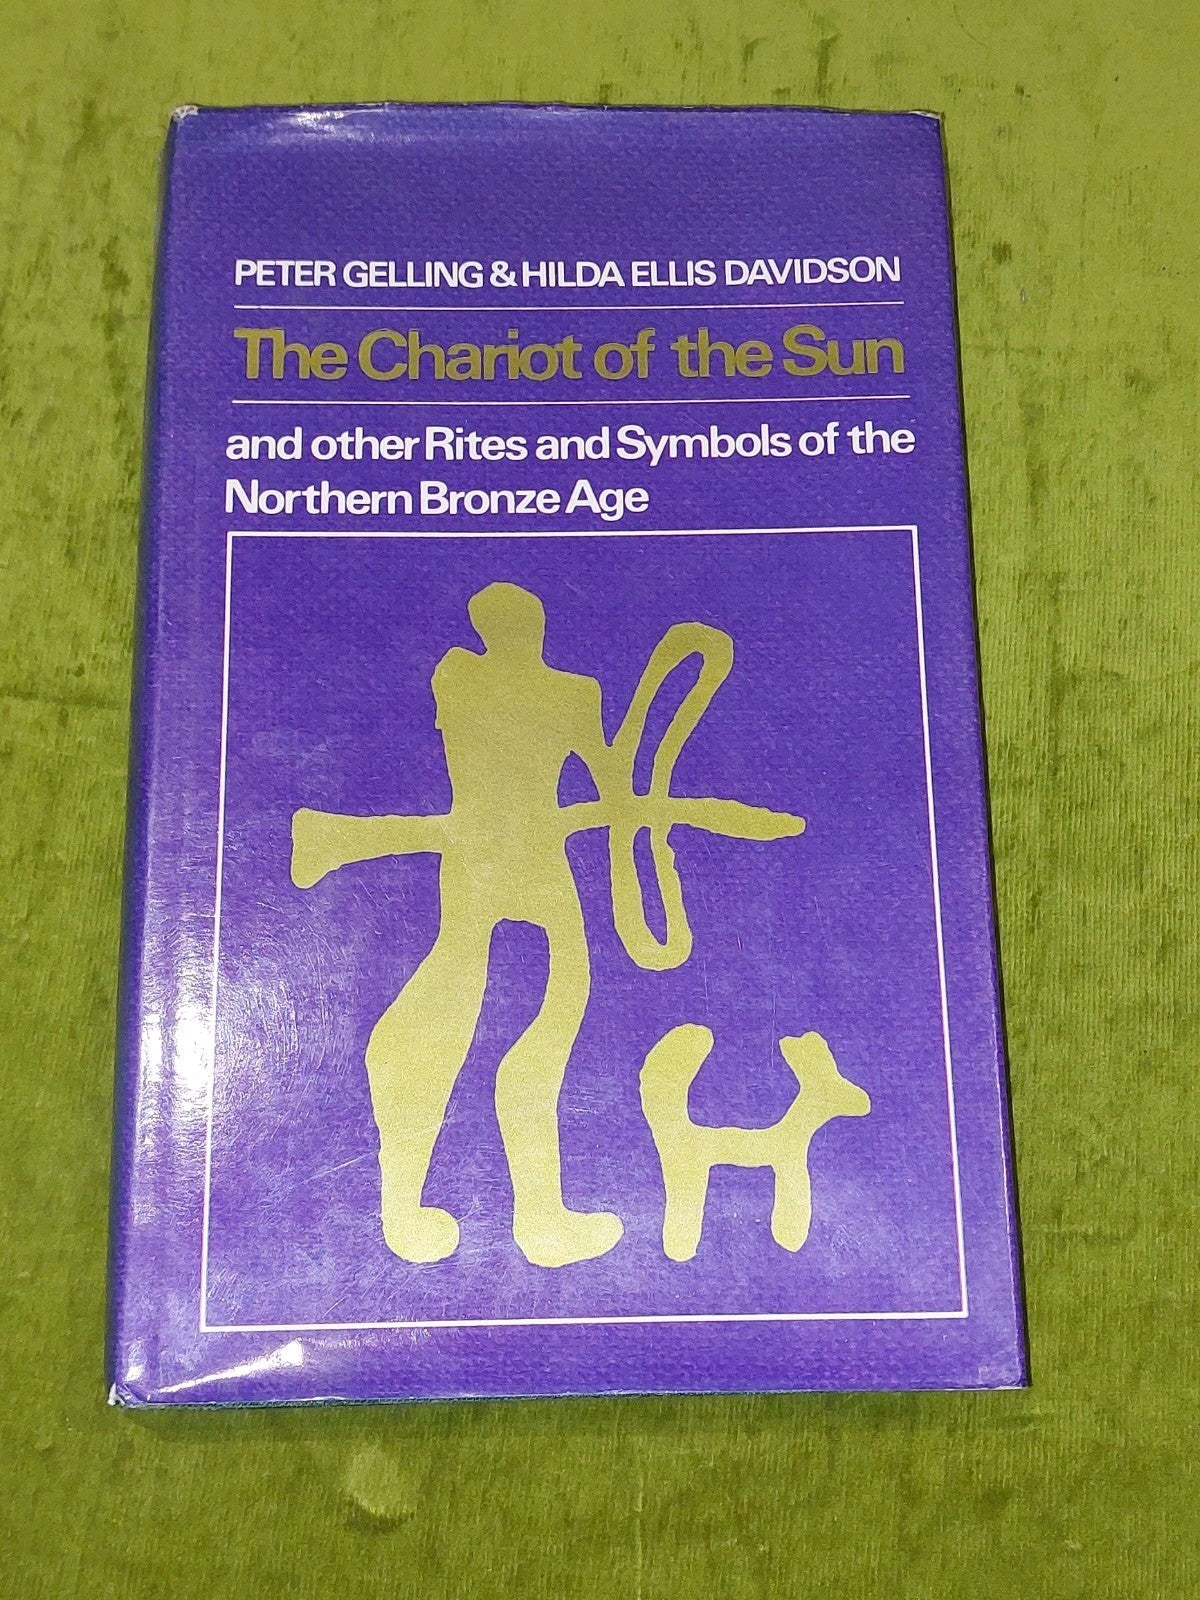 PETER GELLING & HILDA ELLIS DAVIDSON
The Chariot of the Sun
and other Rites and Symbols of the
Northern Bronze Age